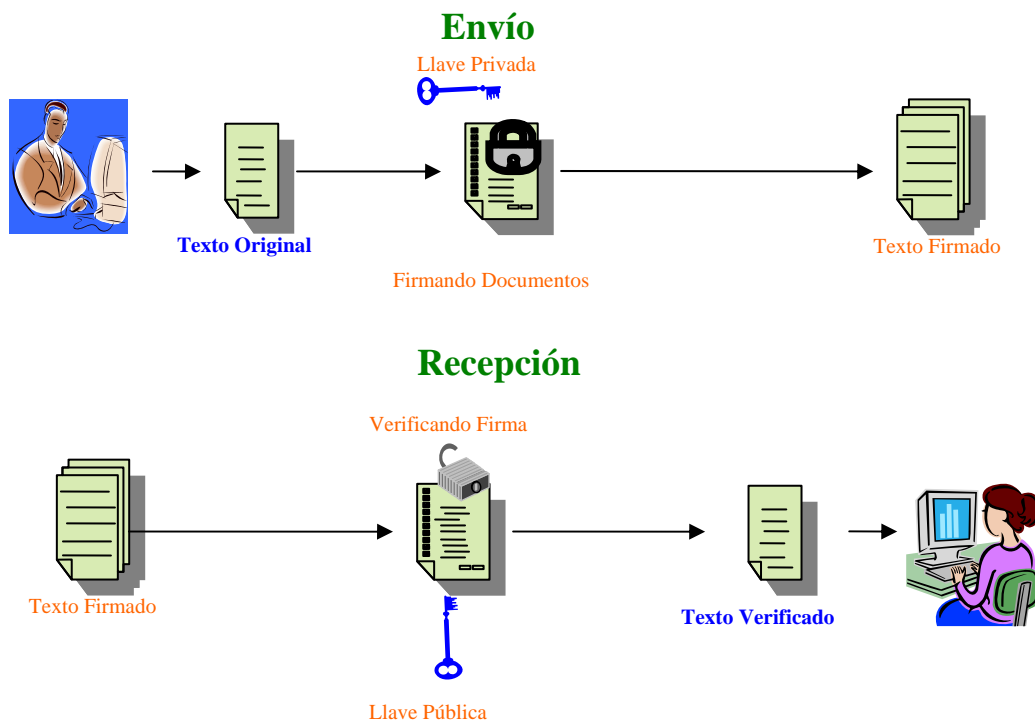 Envío
Llave Privada
Texto Original
Texto Firmado
Firmando Documentos
Recepción
Verificando Firma
Texto Firmado
Texto Verificado
Llave Pública